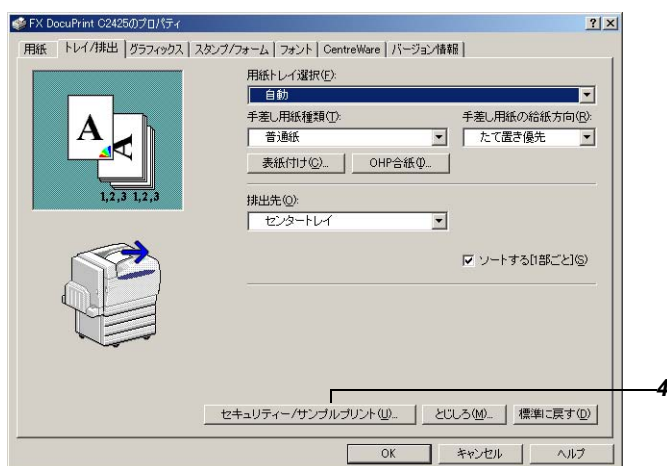 FX DocuPrint C2425のプロパティ
用紙 トレイ/排出 グラフィックス スタンプ/フォーム フォント CentreWare バージョン情報
用紙トレイ選択(F):
自動
手差し用紙種類(T): 手差し用紙の給紙方向(R):
普通紙 たて置き優先
表紙付け(C)... OHP合紙(I)...
A A
1,2,3 1,2,3
排出先(O):
センタートレイ
ソートする[1部ごと](S)
4
セキュリティー/サンプルプリント(U)... とじしろ(M)... 標準に戻す(D)
OK キャンセル ヘルプ